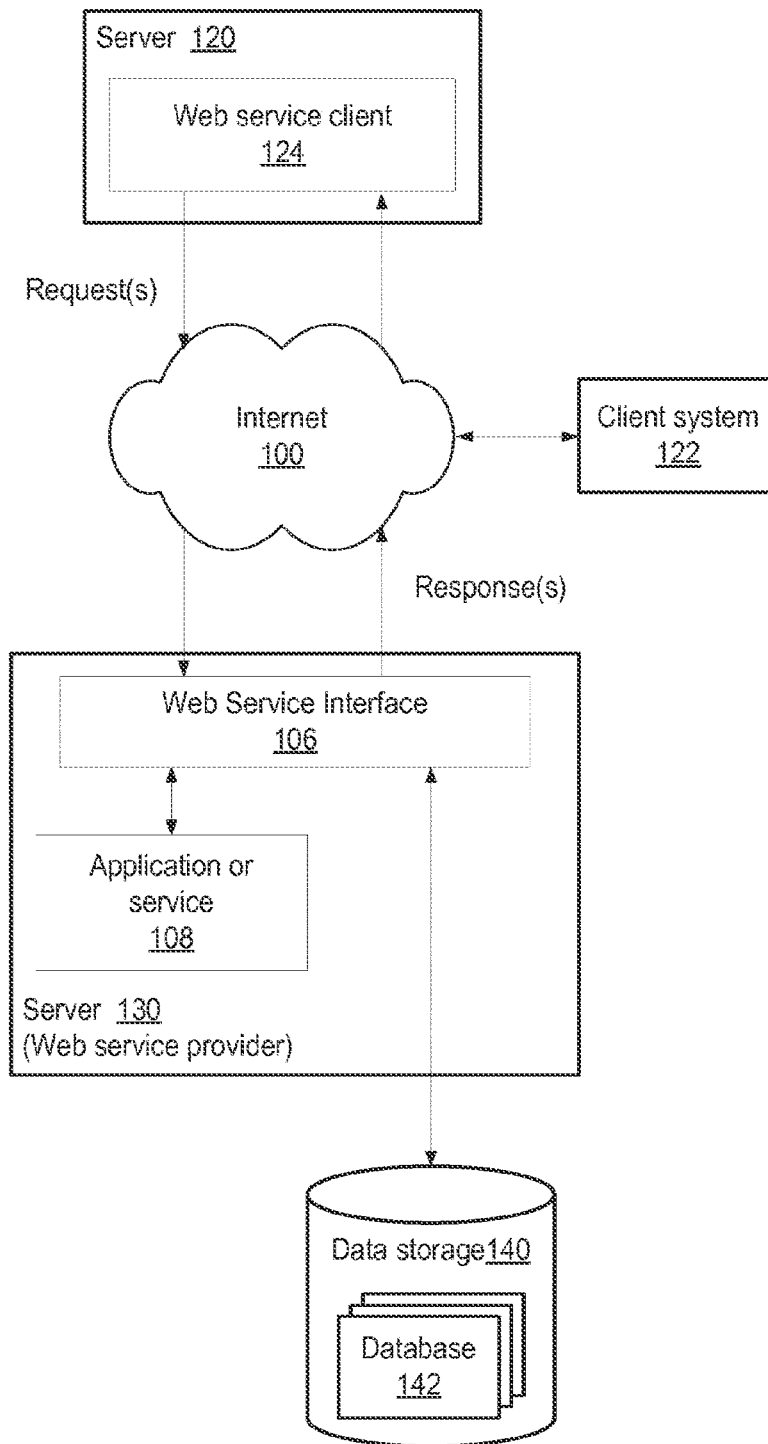 Server 120
Web service client
124
Request(s)
Internet
100
Client system
122
Response(s)
Web Service Interface
106
Application or
service
108
Server 130
(Web service provider)
Data storage140
Database
142